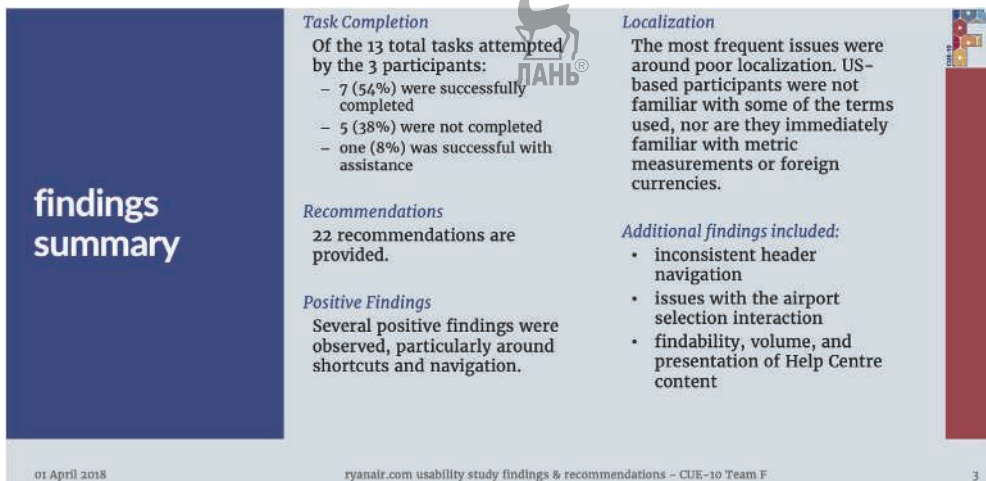 findings
summary
Task Completion
Of the 13 total tasks attempted
by the 3 participants:
– 7 (54%) were successfully
completed
– 5 (38%) were not completed
– one (8%) was successful with
assistance
Recommendations
22 recommendations are
provided.
Positive Findings
Several positive findings were
observed, particularly around
shortcuts and navigation.
ЛАНЬ®
Localization
The most frequent issues were
around poor localization. US-
based participants were not
familiar with some of the terms
used, nor are they immediately
familiar with metric
measurements or foreign
currencies.
Additional findings included:
• inconsistent header
navigation
• issues with the airport
selection interaction
• findability, volume, and
presentation of Help Centre
content
CUE-10
01 April 2018
ryanair.com usability study findings & recommendations – CUE-10 Team F
3